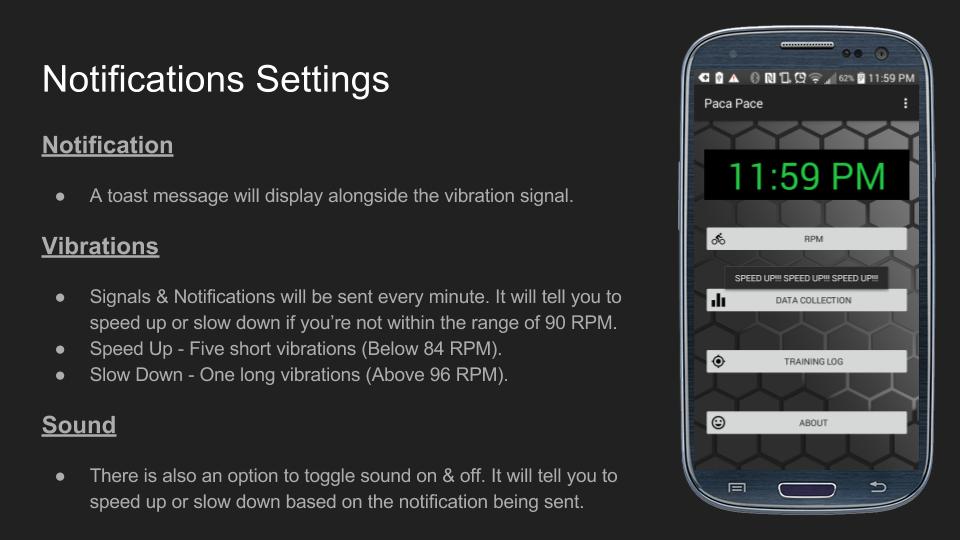 Notifications Settings
Notification
● A toast message will display alongside the vibration signal.
Vibrations
● Signals & Notifications will be sent every minute. It will tell you to
speed up or slow down if you’re not within the range of 90 RPM.
● Speed Up - Five short vibrations (Below 84 RPM).
● Slow Down - One long vibrations (Above 96 RPM).
Sound
● There is also an option to toggle sound on & off. It will tell you to
speed up or slow down based on the notification being sent.
62% 11:59 PM
Paca Pace
11:59 PM
RPM
SPEED UP!!! SPEED UP!!! SPEED UP!!!
DATA COLLECTION
TRAINING LOG
ABOUT